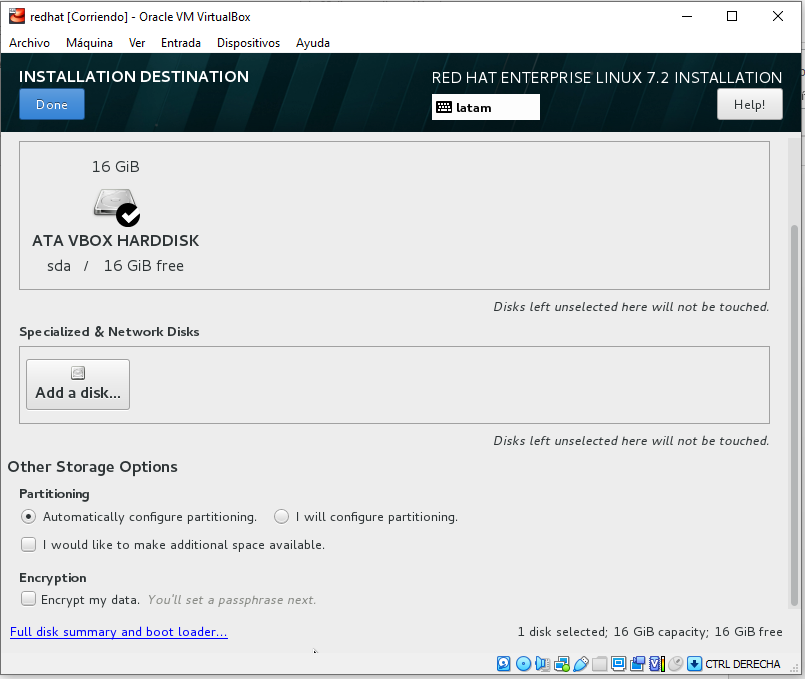 redhat [Corriendo] - Oracle VM VirtualBox
Archivo Máquina Ver Entrada Dispositivos Ayuda
INSTALLATION DESTINATION
RED HAT ENTERPRISE LINUX 7.2 INSTALLATION
Done
latam
Help!
16 GiB
ATA VBOX HARDDISK
sda / 16 GiB free
Disks left unselected here will not be touched.
Specialized & Network Disks
Add a disk...
Disks left unselected here will not be touched.
Other Storage Options
Partitioning
Automatically configure partitioning. I will configure partitioning.
I would like to make additional space available.
Encryption
Encrypt my data. You'll set a passphrase next.
Full disk summary and boot loader...
1 disk selected; 16 GiB capacity; 16 GiB free
CTRL DERECHA